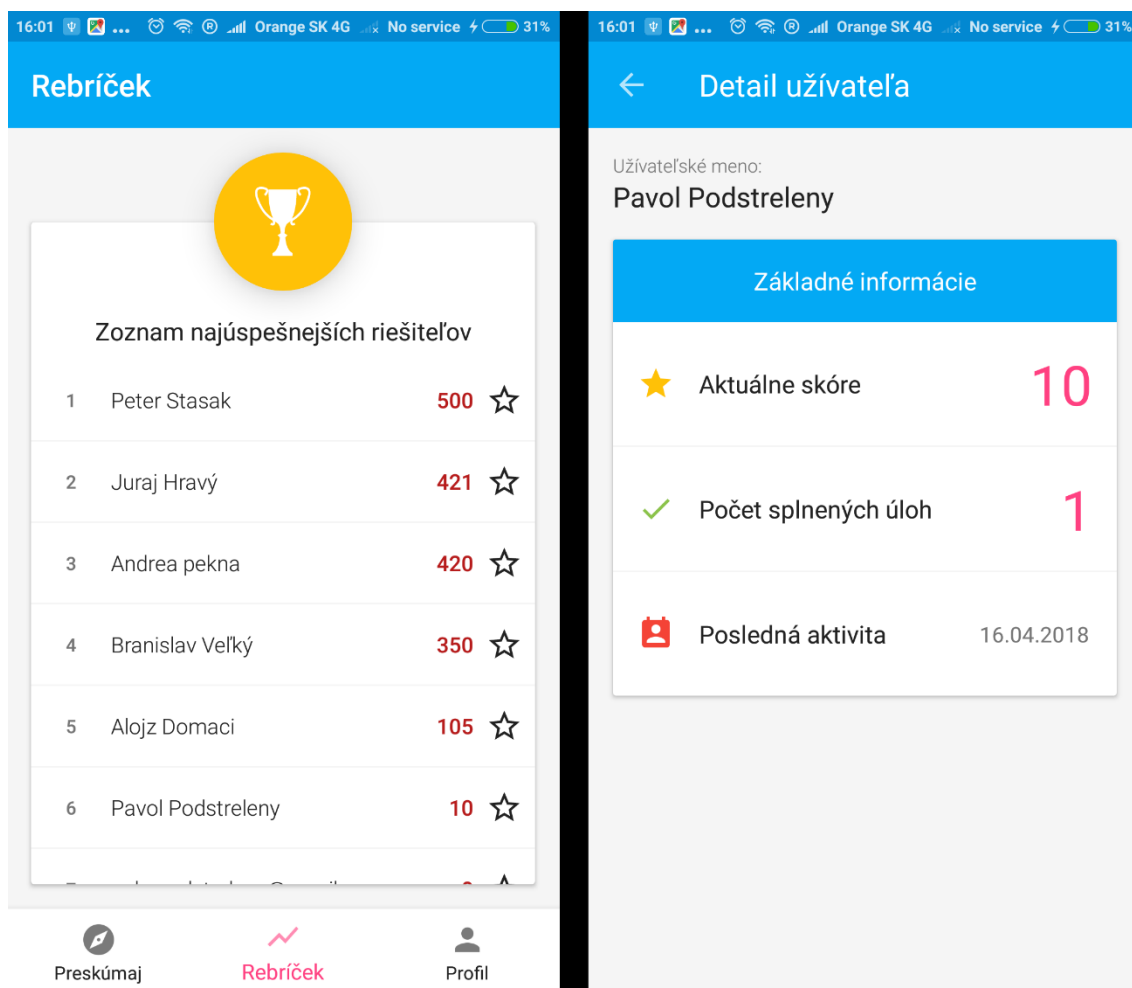 16:01 ... R Orange SK 4G No service 31%
Rebríček
Zoznam najúspešnejších riešiteľov
1 Peter Stasak 500
2 Juraj Hravý 421
3 Andrea pekna 420
4 Branislav Veľký 350
5 Alojz Domaci 105
6 Pavol Podstreleny 10
Preskúmaj Rebríček Profil
16:01 ... R Orange SK 4G No service 31%
Detail užívateľa
Užívateľské meno:
Pavol Podstreleny
Základné informácie
Aktuálne skóre 10
Počet splnených úloh 1
Posledná aktivita 16.04.2018